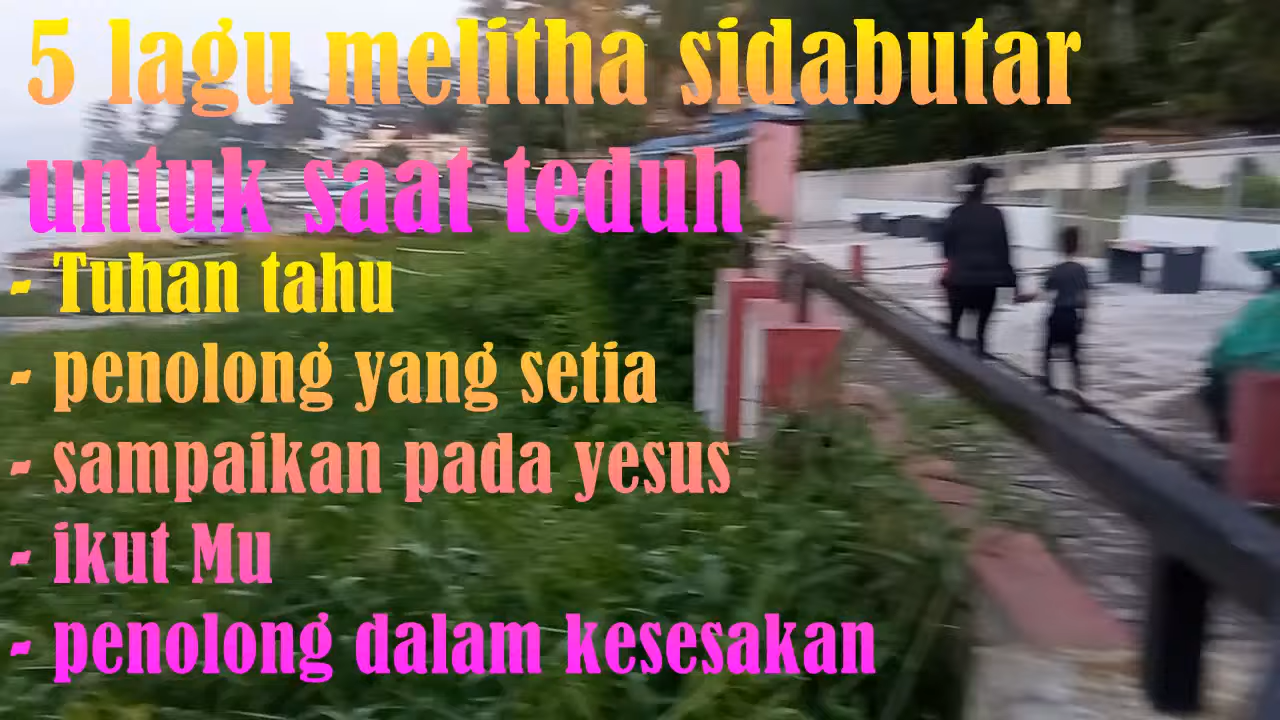 5 lagu melitha sidabutar
untuk saat teduh
- Tuhan tahu
- penolong yang setia
- sampaikan pada yesus
- ikut Mu
- penolong dalam kesesakan